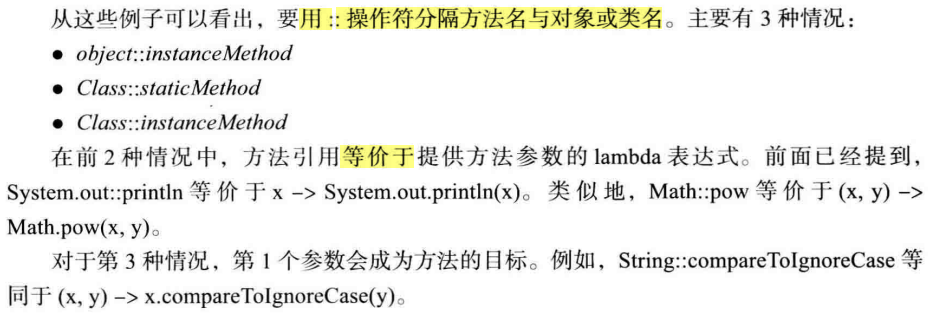 从这些例子可以看出，要用 :: 操作符分隔方法名与对象或类名。主要有 3 种情况：
● object::instanceMethod
● Class::staticMethod
● Class::instanceMethod
在前 2 种情况中，方法引用等价于提供方法参数的 lambda 表达式。前面已经提到，
System.out::println 等价于 x –> System.out.println(x)。类似地，Math::pow 等价于 (x, y) –>
Math.pow(x, y)。
对于第 3 种情况，第 1 个参数会成为方法的目标。例如，String::compareToIgnoreCase 等
同于 (x, y) –> x.compareToIgnoreCase(y)。